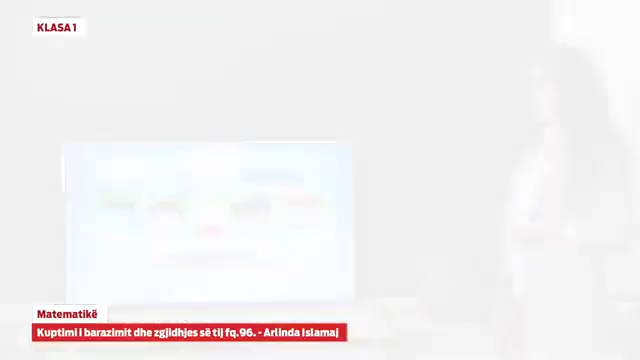 KLASA 1
Matematikë
Kuptimi i barazimit dhe zgjidhjes së tij fq.96. - Arlinda Islamaj